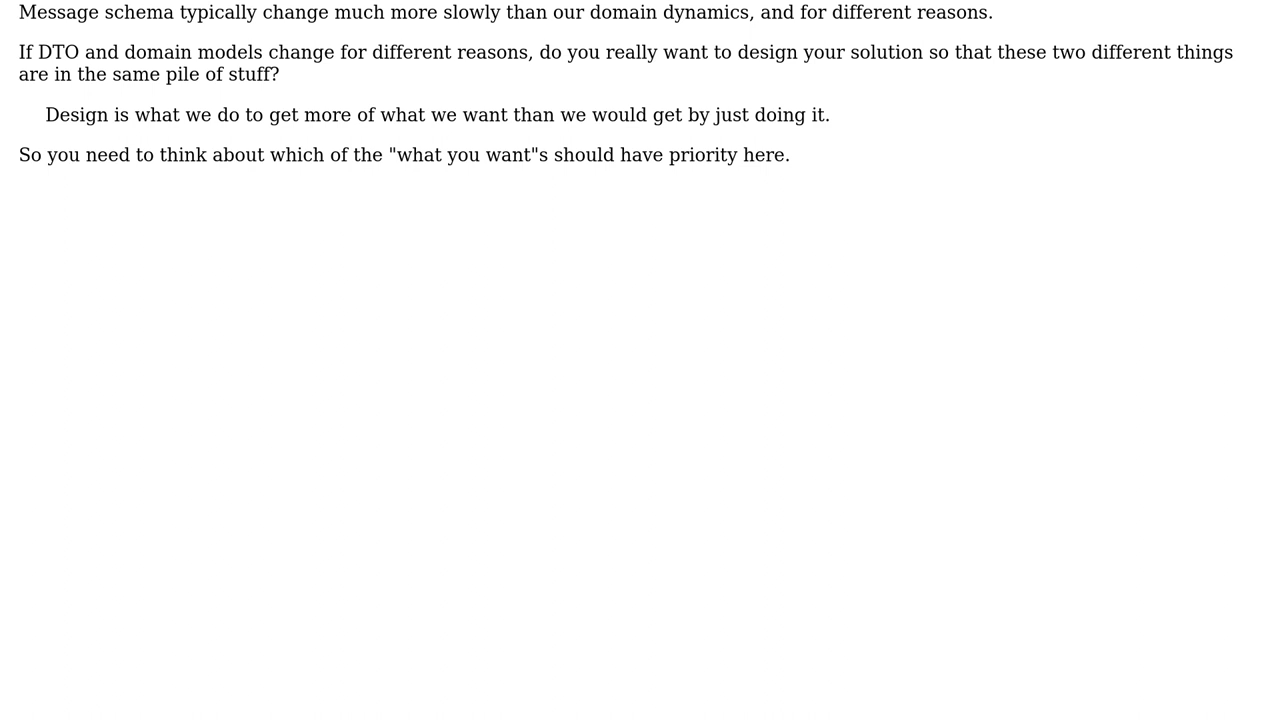 Message schema typically change much more slowly than our domain dynamics, and for different reasons.
If DTO and domain models change for different reasons, do you really want to design your solution so that these two different things
are in the same pile of stuff?
Design is what we do to get more of what we want than we would get by just doing it.
So you need to think about which of the "what you want"s should have priority here.